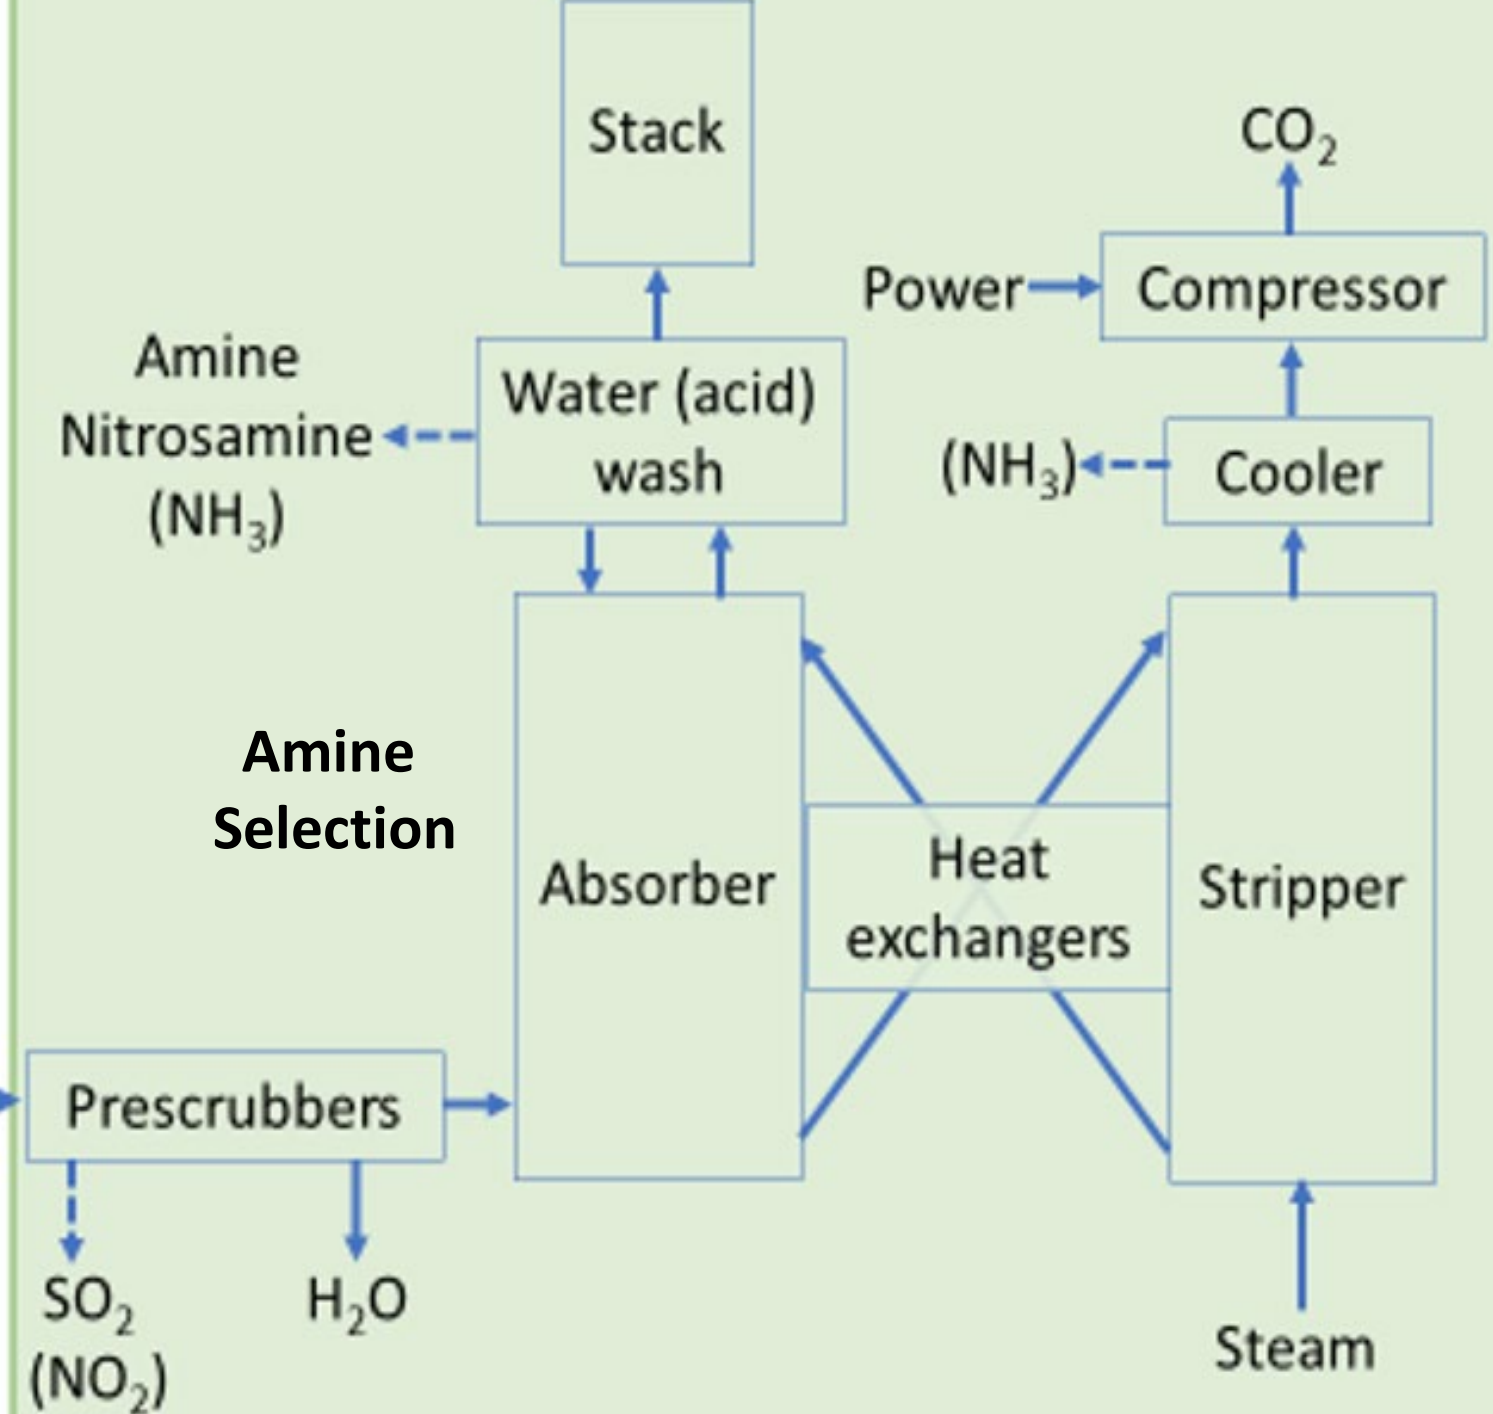 Stack
CO₂
Power
Compressor
Amine
Nitrosamine
(NH₃)
Water (acid)
wash
(NH₃)
Cooler
Amine
Selection
Absorber
Heat
exchangers
Stripper
Prescrubbers
SO₂
(NO₂)
H₂O
Steam